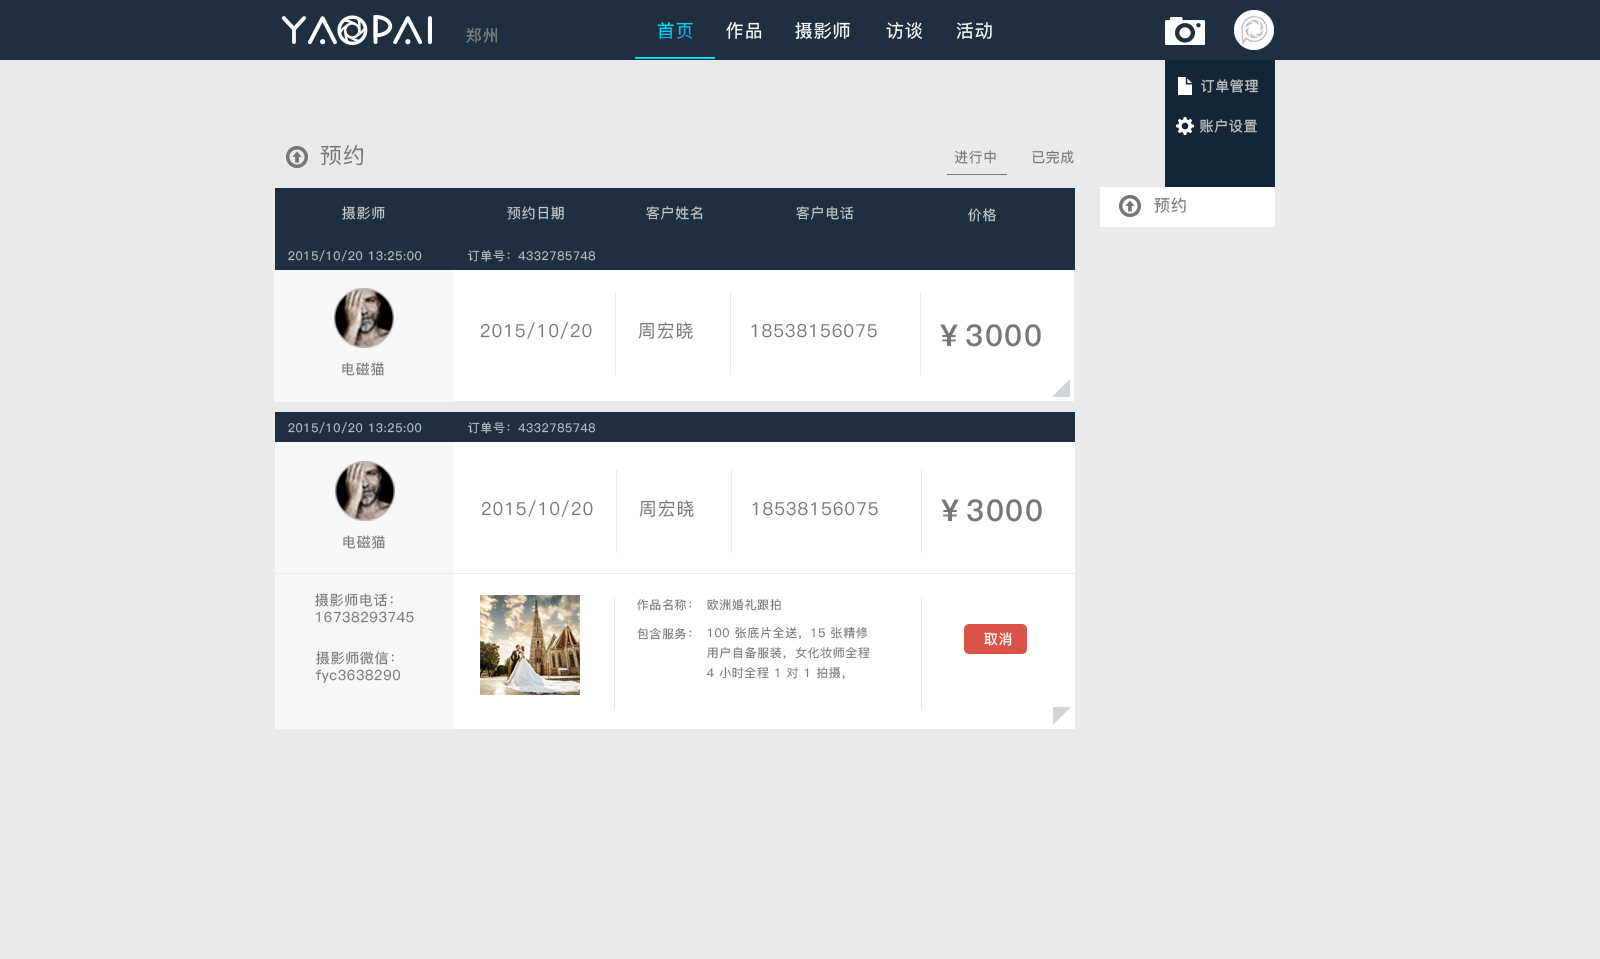 YAOPAI
郑州
首页 作品 摄影师 访谈 活动
订单管理
账户设置
预约
进行中 已完成
预约
摄影师 预约日期 客户姓名 客户电话 价格
2015/10/20 13:25:00 订单号：4332785748
2015/10/20 周宏晓 18538156075 ¥ 3000
电磁猫
2015/10/20 13:25:00 订单号：4332785748
2015/10/20 周宏晓 18538156075 ¥ 3000
电磁猫
摄影师电话：
16738293745
摄影师微信：
fyc3638290
作品名称： 欧洲婚礼跟拍
包含服务： 100 张底片全送，15 张精修
用户自备服装，女化妆师全程
4 小时全程 1 对 1 拍摄，
取消